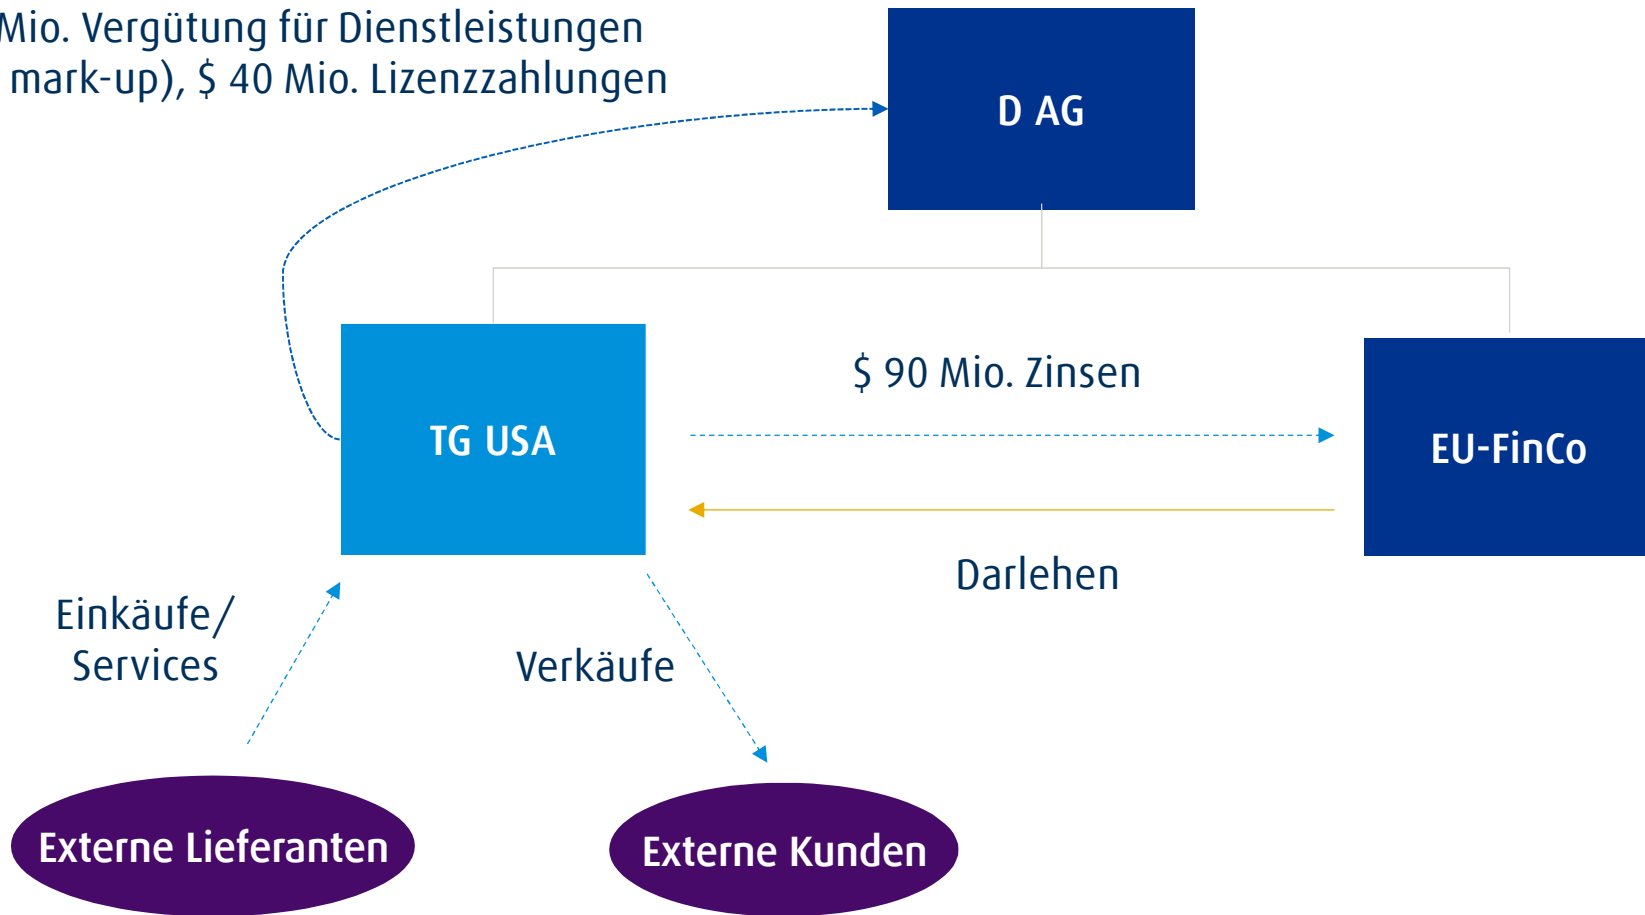 Mio. Vergütung für Dienstleistungen
mark-up), $ 40 Mio. Lizenzzahlungen
D AG
$ 90 Mio. Zinsen
TG USA
EU-FinCo
Darlehen
Einkäufe/
Services
Verkäufe
Externe Lieferanten
Externe Kunden